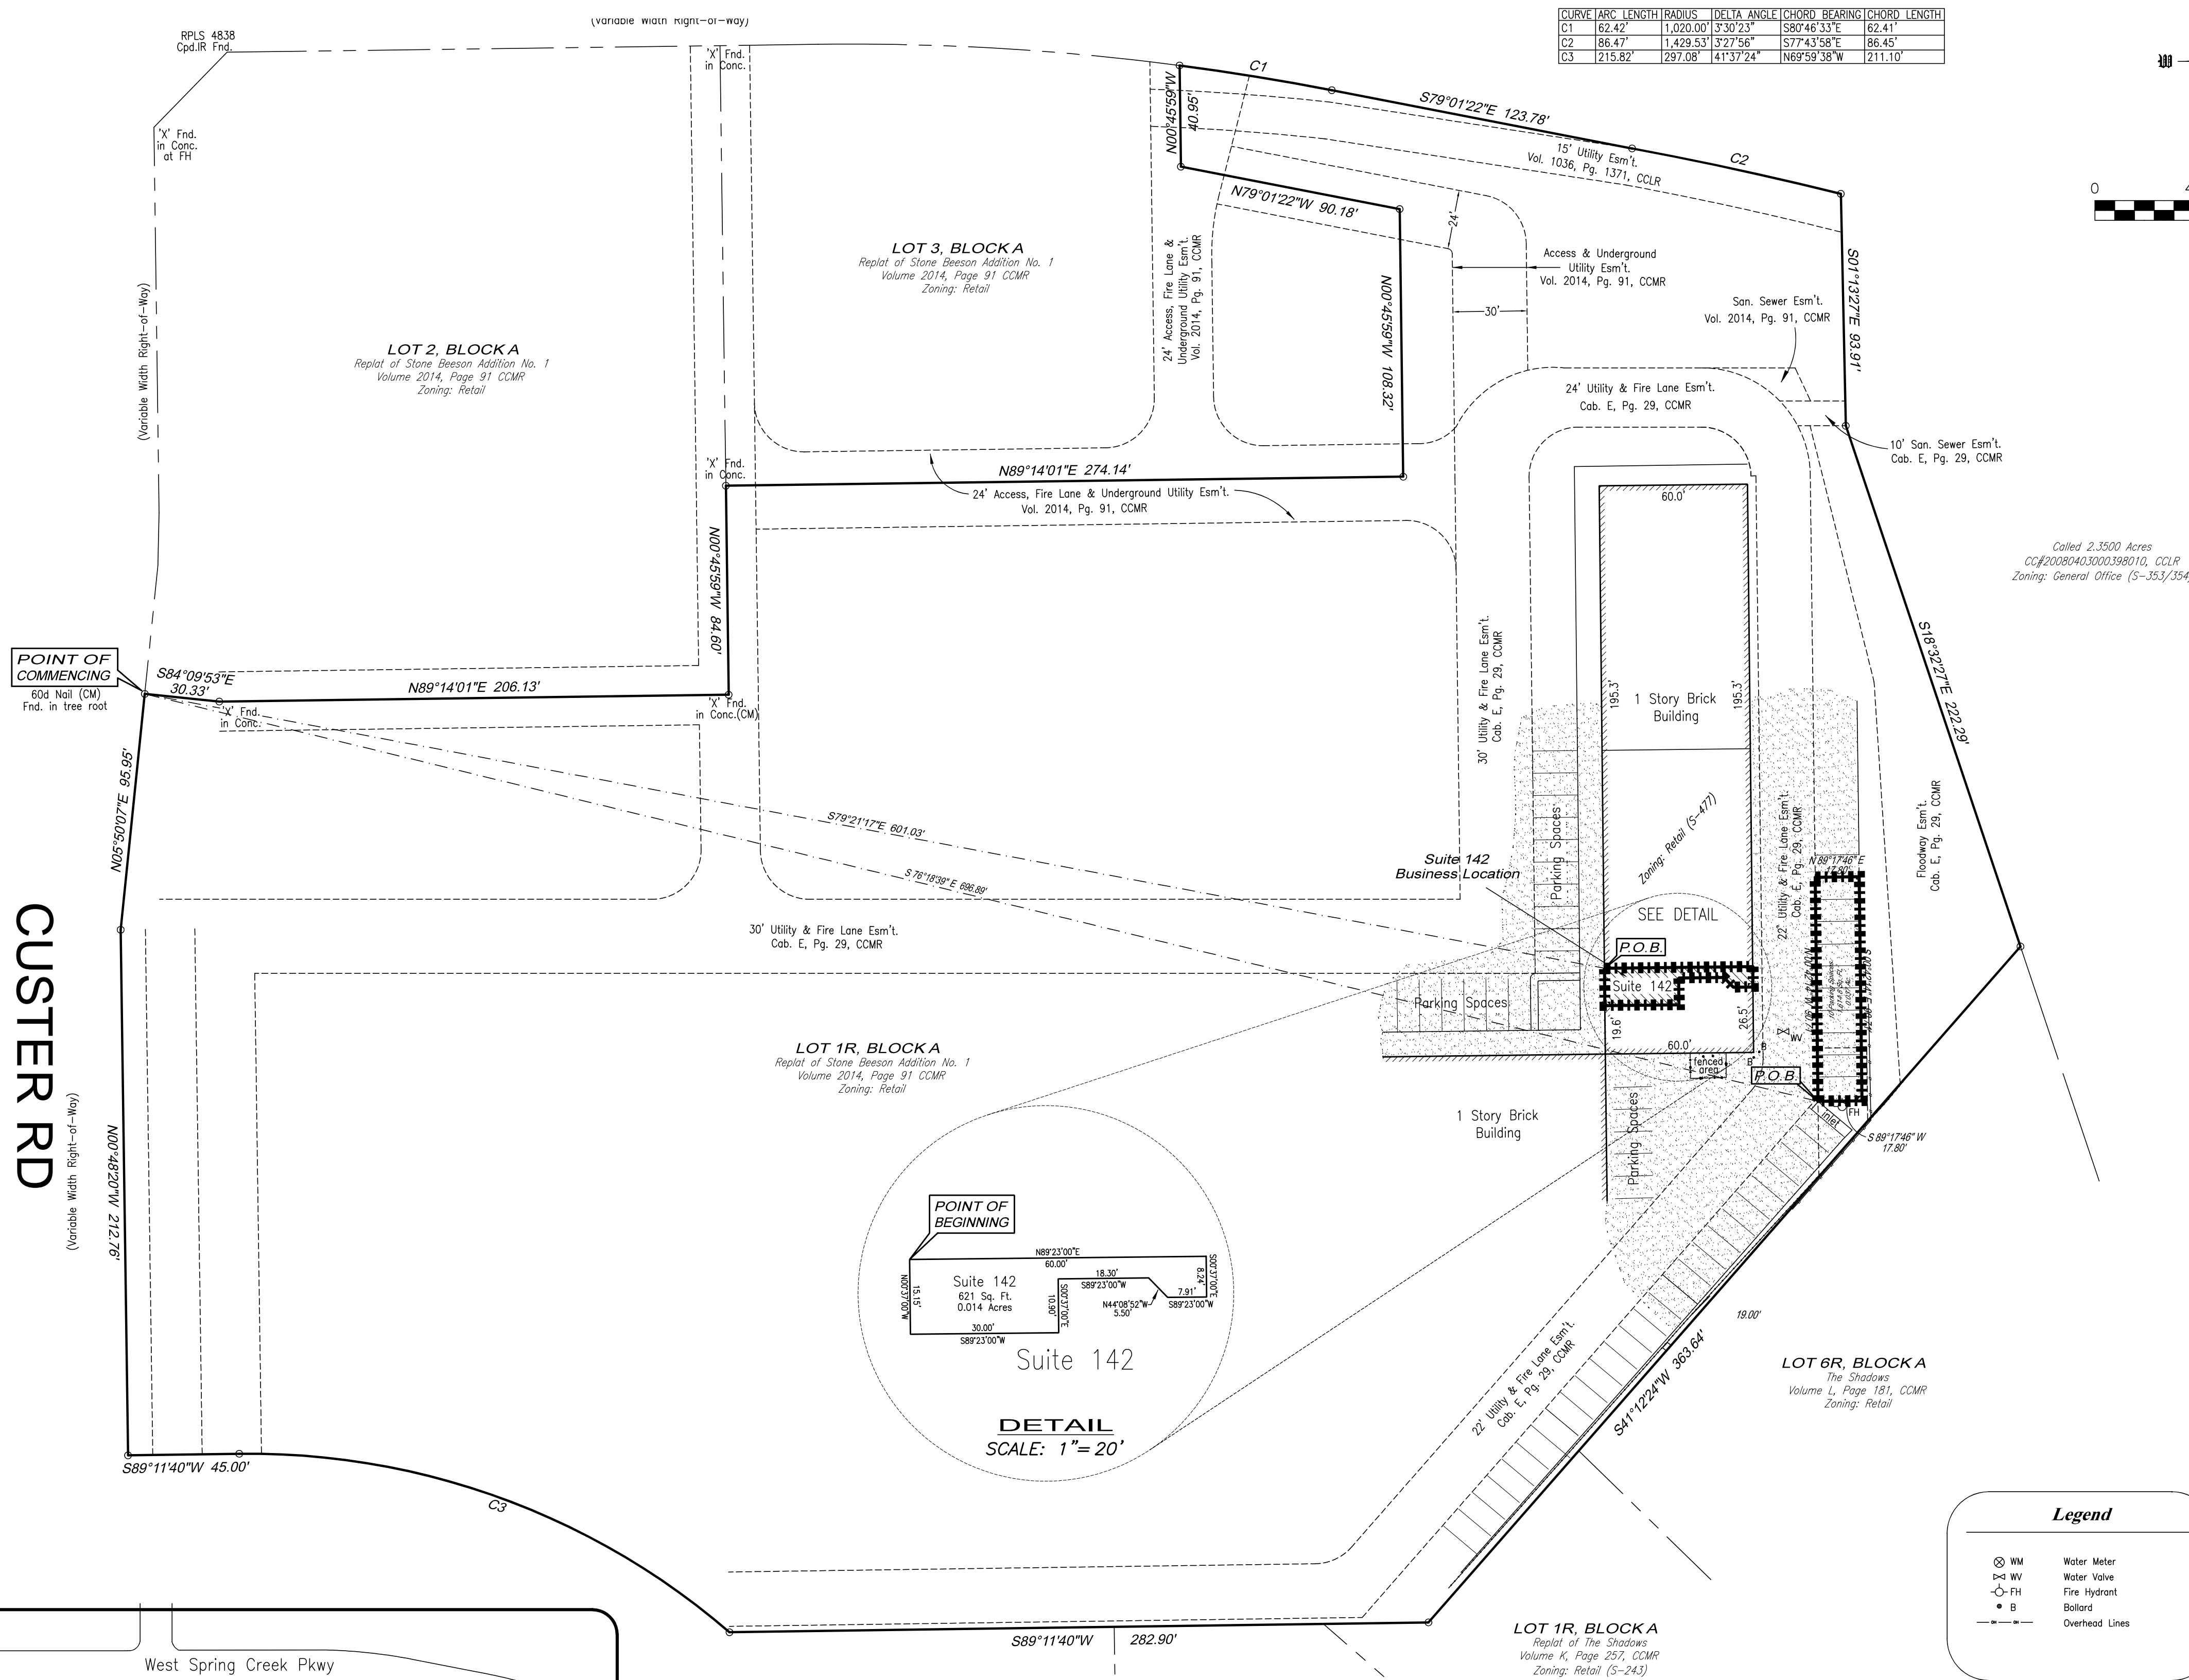 (Variable Width Right-of-Way)
CURVE ARC LENGTH RADIUS DELTA ANGLE CHORD BEARING CHORD LENGTH
C1 62.42' 1,020.00' 3°30'23" S80°46'33"E 62.41'
C2 86.47' 1,429.53' 3°27'56" S77°43'58"E 86.45'
C3 215.82' 297.08' 41°37'24" N69°59'38"W 211.10'
RPLS 4838
Cpd.IR Fnd.
'X' Fnd.
in Conc.
'X' Fnd.
in Conc.
at FH
C1
N00°45'59"W
40.95'
S79°01'22"E 123.78'
15' Utility Esm't.
Vol. 1036, Pg. 1371, CCLR
C2
0
N79°01'22"W 90.18'
24'
LOT 3, BLOCK A
Replat of Stone Beeson Addition No. 1
Volume 2014, Page 91 CCMR
Zoning: Retail
24' Access, Fire Lane &
Underground Utility Esm't.
Vol. 2014, Pg. 91, CCMR
Access & Underground
Utility Esm't.
Vol. 2014, Pg. 91, CCMR
30'
N00°45'59"W 108.32'
San. Sewer Esm't.
Vol. 2014, Pg. 91, CCMR
S01°13'27"E 93.91'
(Variable Width Right-of-Way)
LOT 2, BLOCK A
Replat of Stone Beeson Addition No. 1
Volume 2014, Page 91 CCMR
Zoning: Retail
24' Utility & Fire Lane Esm't.
Cab. E, Pg. 29, CCMR
10' San. Sewer Esm't.
Cab. E, Pg. 29, CCMR
'X' Fnd.
in Conc.
N89°14'01"E 274.14'
24' Access, Fire Lane & Underground Utility Esm't.
Vol. 2014, Pg. 91, CCMR
60.0'
N00°45'59"W 84.60'
Called 2.3500 Acres
CC#20080403000398010, CCLR
Zoning: General Office (S-353/354)
POINT OF
COMMENCING
60d Nail (CM)
Fnd. in tree root
S84°09'53"E
30.33'
N89°14'01"E 206.13'
'X' Fnd.
in Conc.
'X' Fnd.
in Conc.(CM)
30' Utility & Fire Lane Esm't.
Cab. E, Pg. 29, CCMR
195.3'
1 Story Brick
Building
195.3'
S18°32'27"E 222.29'
N05°50'07"E 95.95'
S79°21'17"E 601.03'
S 76°18'39" E 696.89'
Parking Spaces
Zoning: Retail (S-477)
22' Utility & Fire Lane Esm't.
Cab. E, Pg. 29, CCMR
Floodway Esm't.
Cab. E, Pg. 29, CCMR
Suite 142
Business Location
N 89°17'46" E
17.80'
SEE DETAIL
P.O.B.
Suite 142
CUSTER RD
(Variable Width Right-of-Way)
30' Utility & Fire Lane Esm't.
Cab. E, Pg. 29, CCMR
Parking Spaces
19.6'
26.5'
60.0'
WV
B
B
fenced
area
P.O.B.
FH
Inlet
S 89°17'46" W
17.80'
LOT 1R, BLOCK A
Replat of Stone Beeson Addition No. 1
Volume 2014, Page 91 CCMR
Zoning: Retail
1 Story Brick
Building
Parking Spaces
N00°48'20"W 212.76'
POINT OF
BEGINNING
N89°23'00"E
60.00'
Suite 142
621 Sq. Ft.
0.014 Acres
N00°37'00"W
15.15'
18.30'
S89°23'00"W
S00°37'00"E
10.90'
N44°08'52"W
5.50'
7.91'
S89°23'00"W
S00°37'00"E
8.24'
30.00'
S89°23'00"W
Suite 142
DETAIL
SCALE: 1"= 20'
19.00'
22' Utility & Fire Lane Esm't.
Cab. E, Pg. 29, CCMR
S41°12'24"W 363.64'
LOT 6R, BLOCK A
The Shadows
Volume L, Page 181, CCMR
Zoning: Retail
S89°11'40"W 45.00'
C3
S89°11'40"W 282.90'
LOT 1R, BLOCK A
Replat of The Shadows
Volume K, Page 257, CCMR
Zoning: Retail (S-243)
West Spring Creek Pkwy
Legend
WM Water Meter
WV Water Valve
FH Fire Hydrant
B Bollard
Overhead Lines